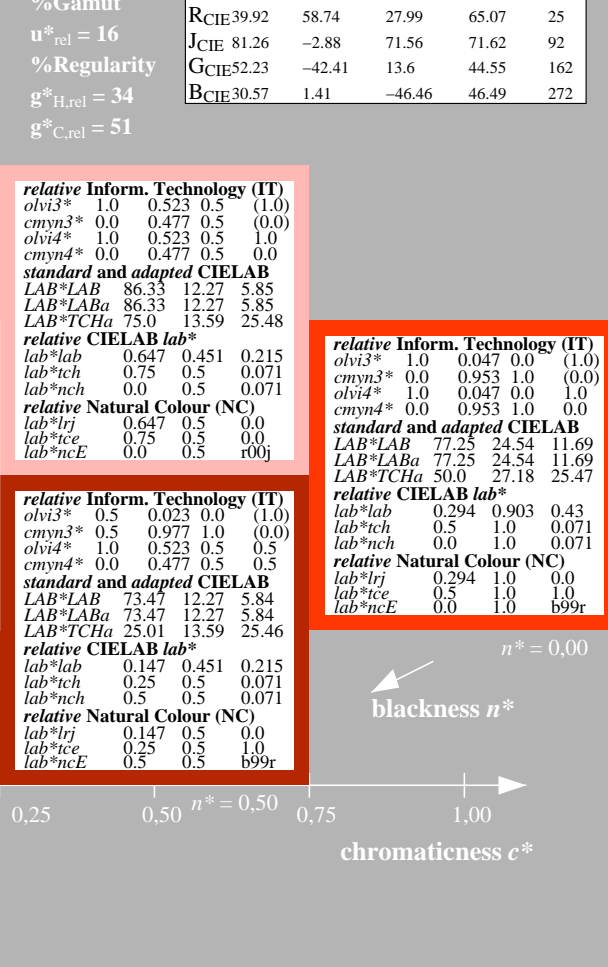 %Gamut
u*rel = 16
%Regularity
g*H,rel = 34
g*C,rel = 51
RCIE 39.92 58.74 27.99 65.07 25
JCIE 81.26 −2.88 71.56 71.62 92
GCIE 52.23 −42.41 13.6 44.55 162
BCIE 30.57 1.41 −46.46 46.49 272
relative Inform. Technology (IT)
olvi3* 1.0 0.523 0.5 (1.0)
cmyn3* 0.0 0.477 0.5 (0.0)
olvi4* 1.0 0.523 0.5 1.0
cmyn4* 0.0 0.477 0.5 0.0
standard and adapted CIELAB
LAB*LAB 86.33 12.27 5.85
LAB*LABa 86.33 12.27 5.85
LAB*TCHa 75.0 13.59 25.48
relative CIELAB lab*
lab*lab 0.647 0.451 0.215
lab*tch 0.75 0.5 0.071
lab*nch 0.0 0.5 0.071
relative Natural Colour (NC)
lab*lrj 0.647 0.5 0.0
lab*tce 0.75 0.5 0.0
lab*ncE 0.0 0.5 r00j
relative Inform. Technology (IT)
olvi3* 1.0 0.047 0.0 (1.0)
cmyn3* 0.0 0.953 1.0 (0.0)
olvi4* 1.0 0.047 0.0 1.0
cmyn4* 0.0 0.953 1.0 0.0
standard and adapted CIELAB
LAB*LAB 77.25 24.54 11.69
LAB*LABa 77.25 24.54 11.69
LAB*TCHa 50.0 27.18 25.47
relative CIELAB lab*
lab*lab 0.294 0.903 0.43
lab*tch 0.5 1.0 0.071
lab*nch 0.0 1.0 0.071
relative Natural Colour (NC)
lab*lrj 0.294 1.0 0.0
lab*tce 0.5 1.0 1.0
lab*ncE 0.0 1.0 b99r
relative Inform. Technology (IT)
olvi3* 0.5 0.023 0.0 (1.0)
cmyn3* 0.5 0.977 1.0 (0.0)
olvi4* 1.0 0.523 0.5 0.5
cmyn4* 0.0 0.477 0.5 0.5
standard and adapted CIELAB
LAB*LAB 73.47 12.27 5.84
LAB*LABa 73.47 12.27 5.84
LAB*TCHa 25.01 13.59 25.46
relative CIELAB lab*
lab*lab 0.147 0.451 0.215
lab*tch 0.25 0.5 0.071
lab*nch 0.5 0.5 0.071
relative Natural Colour (NC)
lab*lrj 0.147 0.5 0.0
lab*tce 0.25 0.5 1.0
lab*ncE 0.5 0.5 b99r
n* = 0,00
blackness n*
n* = 0,50
0,25 0,50 0,75 1,00
chromaticness c*